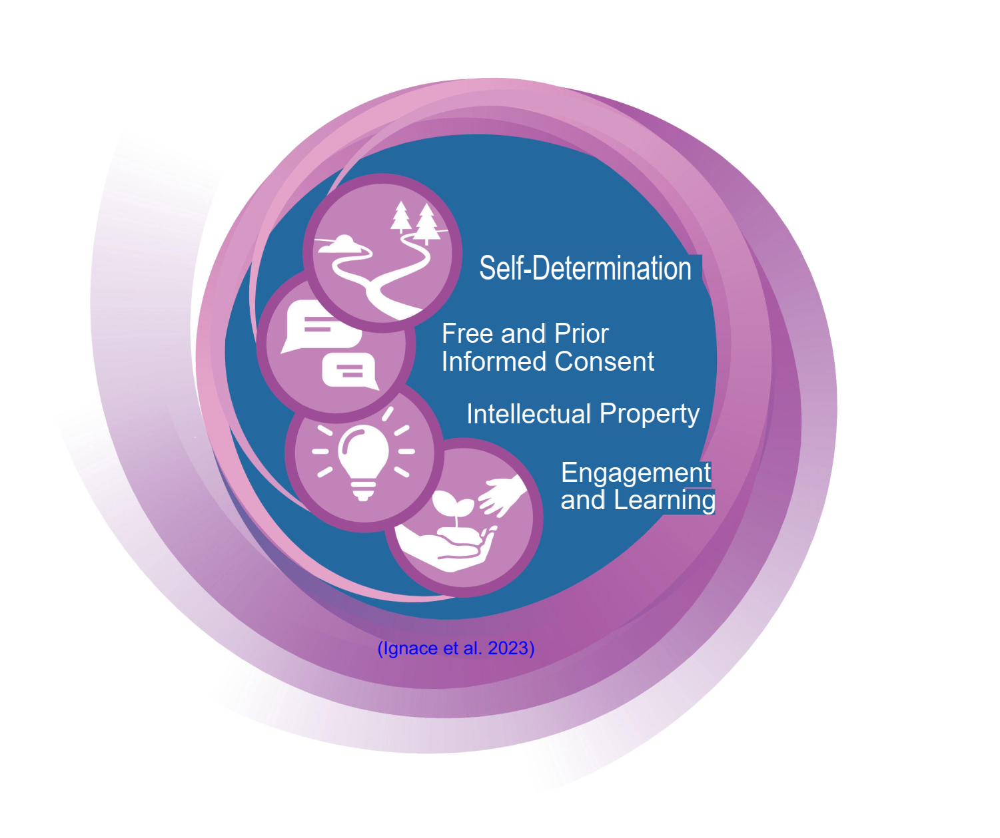 Self-Determination
Free and Prior
Informed Consent
Intellectual Property
Engagement
and Learning
(Ignace et al. 2023)